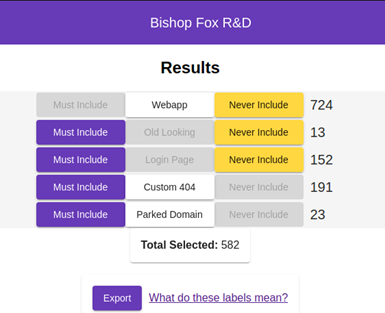 Bishop Fox R&D
Results
Must Include Webapp Never Include 724
Must Include Old Looking Never Include 13
Must Include Login Page Never Include 152
Must Include Custom 404 Never Include 191
Must Include Parked Domain Never Include 23
Total Selected: 582
Export What do these labels mean?